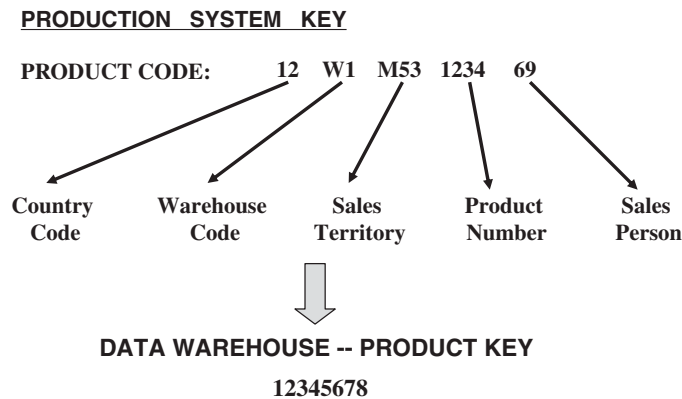 PRODUCTION SYSTEM KEY
PRODUCT CODE: 12 W1 M53 1234 69
Country Code
Warehouse Code
Sales Territory
Product Number
Sales Person
DATA WAREHOUSE -- PRODUCT KEY
12345678